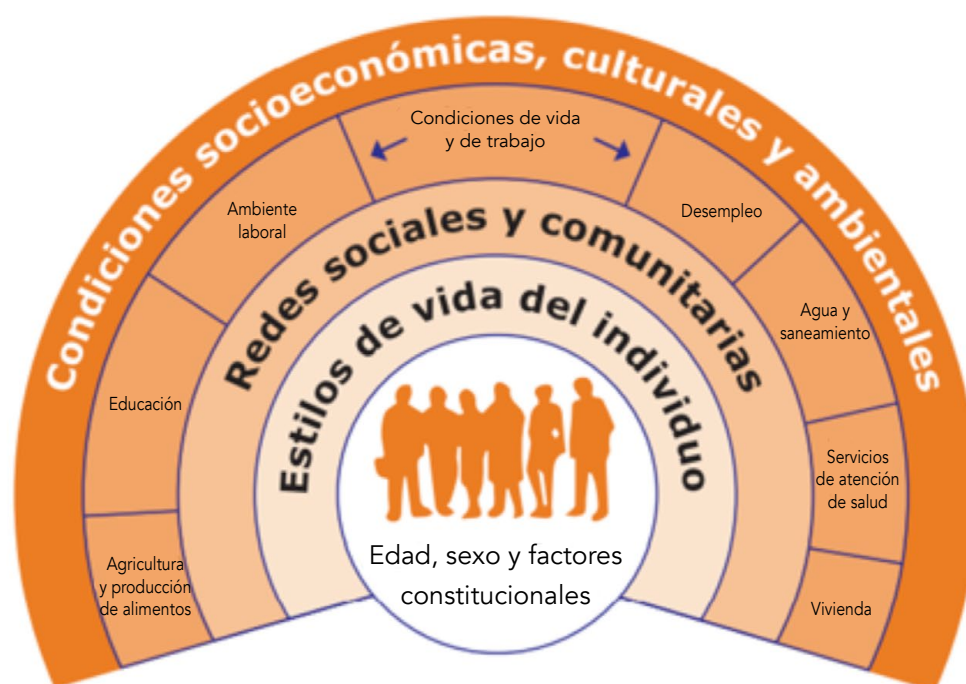 Condiciones socioeconómicas, culturales y ambientales
Condiciones de vida
y de trabajo
Ambiente
laboral
Desempleo
Redes sociales y comunitarias
Agua y
saneamiento
Estilos de vida del individuo
Educación
Servicios
de atención
de salud
Edad, sexo y factores
constitucionales
Agricultura
y producción
de alimentos
Vivienda